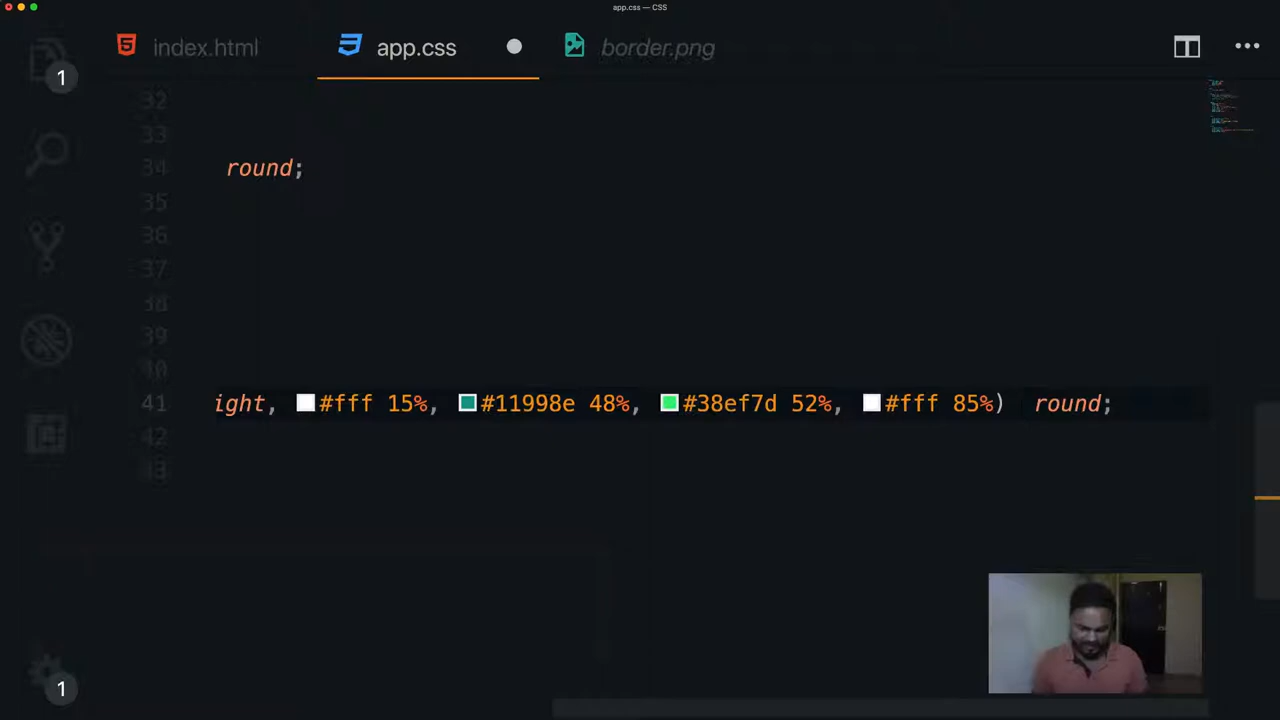 app.css — CSS
index.html
app.css
border.png
1
32
33
34 round;
35
36
37
38
39
40
41 ight, #fff 15%, #11998e 48%, #38ef7d 52%, #fff 85%) round;
42
43
1